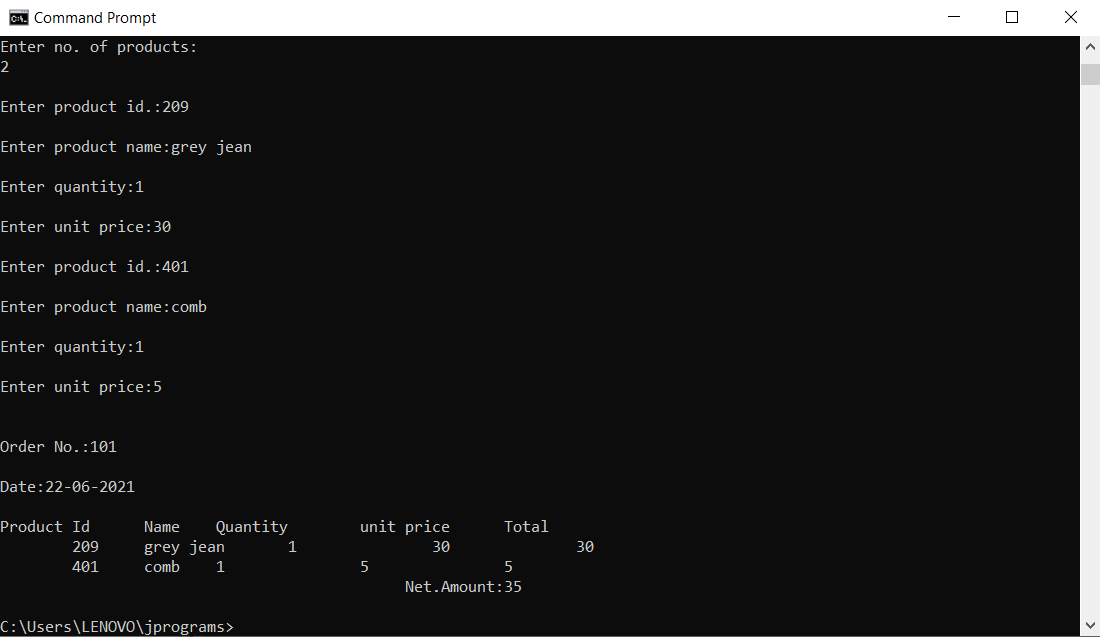 Command Prompt
Enter no. of products:
2
Enter product id.:209
Enter product name:grey jean
Enter quantity:1
Enter unit price:30
Enter product id.:401
Enter product name:comb
Enter quantity:1
Enter unit price:5
Order No.:101
Date:22-06-2021
Product Id      Name    Quantity        unit price      Total
        209     grey jean       1               30              30
        401     comb    1               5               5
                                             Net.Amount:35
C:\Users\LENOVO\jprograms>